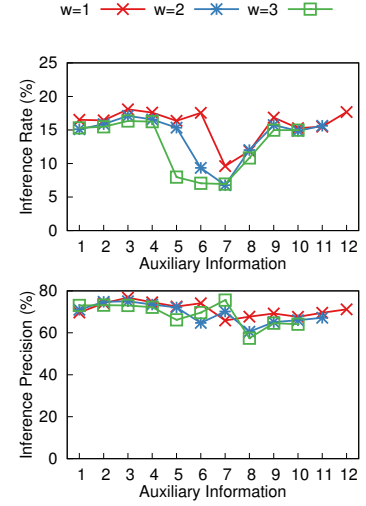 w=1 w=2 w=3
25
20
15
10
5
0
Inference Rate (%)
1 2 3 4 5 6 7 8 9 10 11 12
Auxiliary Information
80
60
40
20
0
Inference Precision (%)
1 2 3 4 5 6 7 8 9 10 11 12
Auxiliary Information